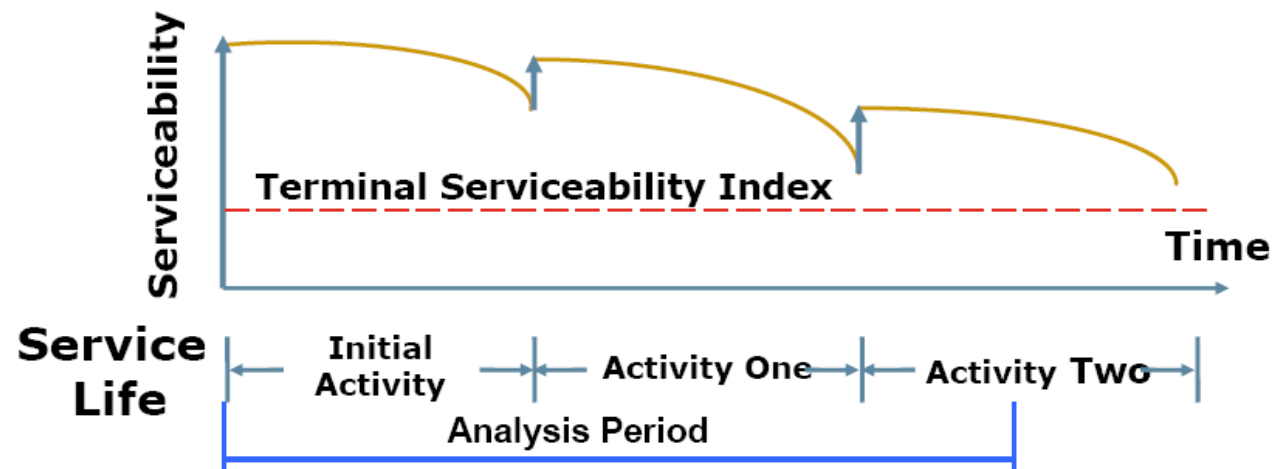 Serviceability
Terminal Serviceability Index
Time
Service
Life
Initial
Activity
Activity One
Activity Two
Analysis Period